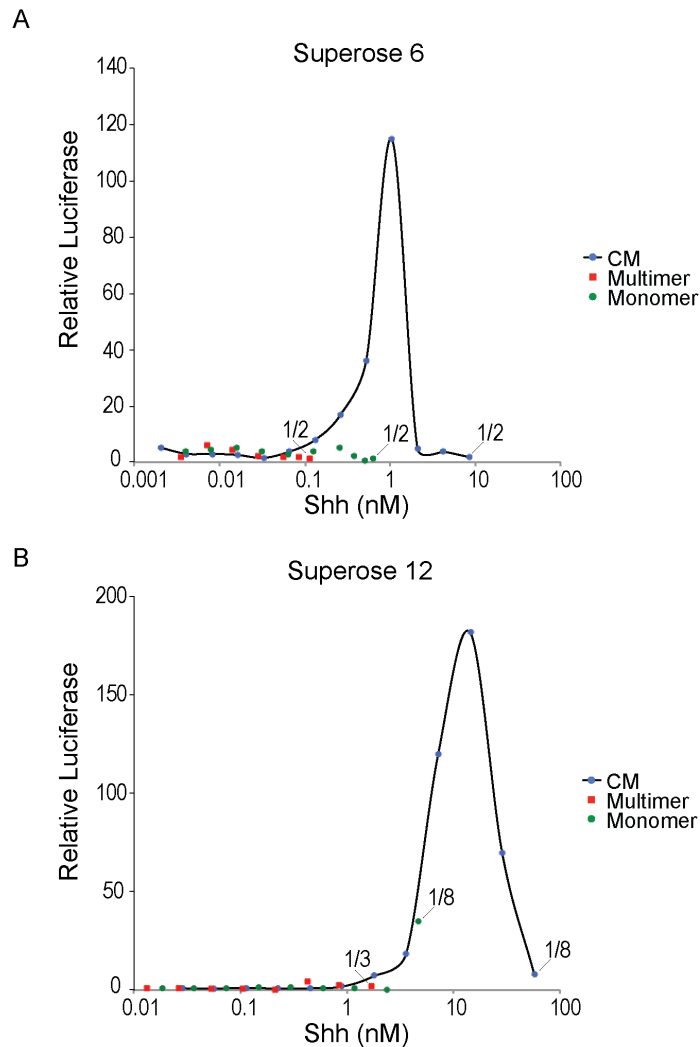 A
Superose 6
140
120
100
80
60
40
20
0
Relative Luciferase
1/2
1/2
1/2
0.001
0.01
0.1
1
10
100
Shh (nM)
CM
Multimer
Monomer
B
Superose 12
200
150
100
50
0
Relative Luciferase
1/3
1/8
1/8
0.01
0.1
1
10
100
Shh (nM)
CM
Multimer
Monomer